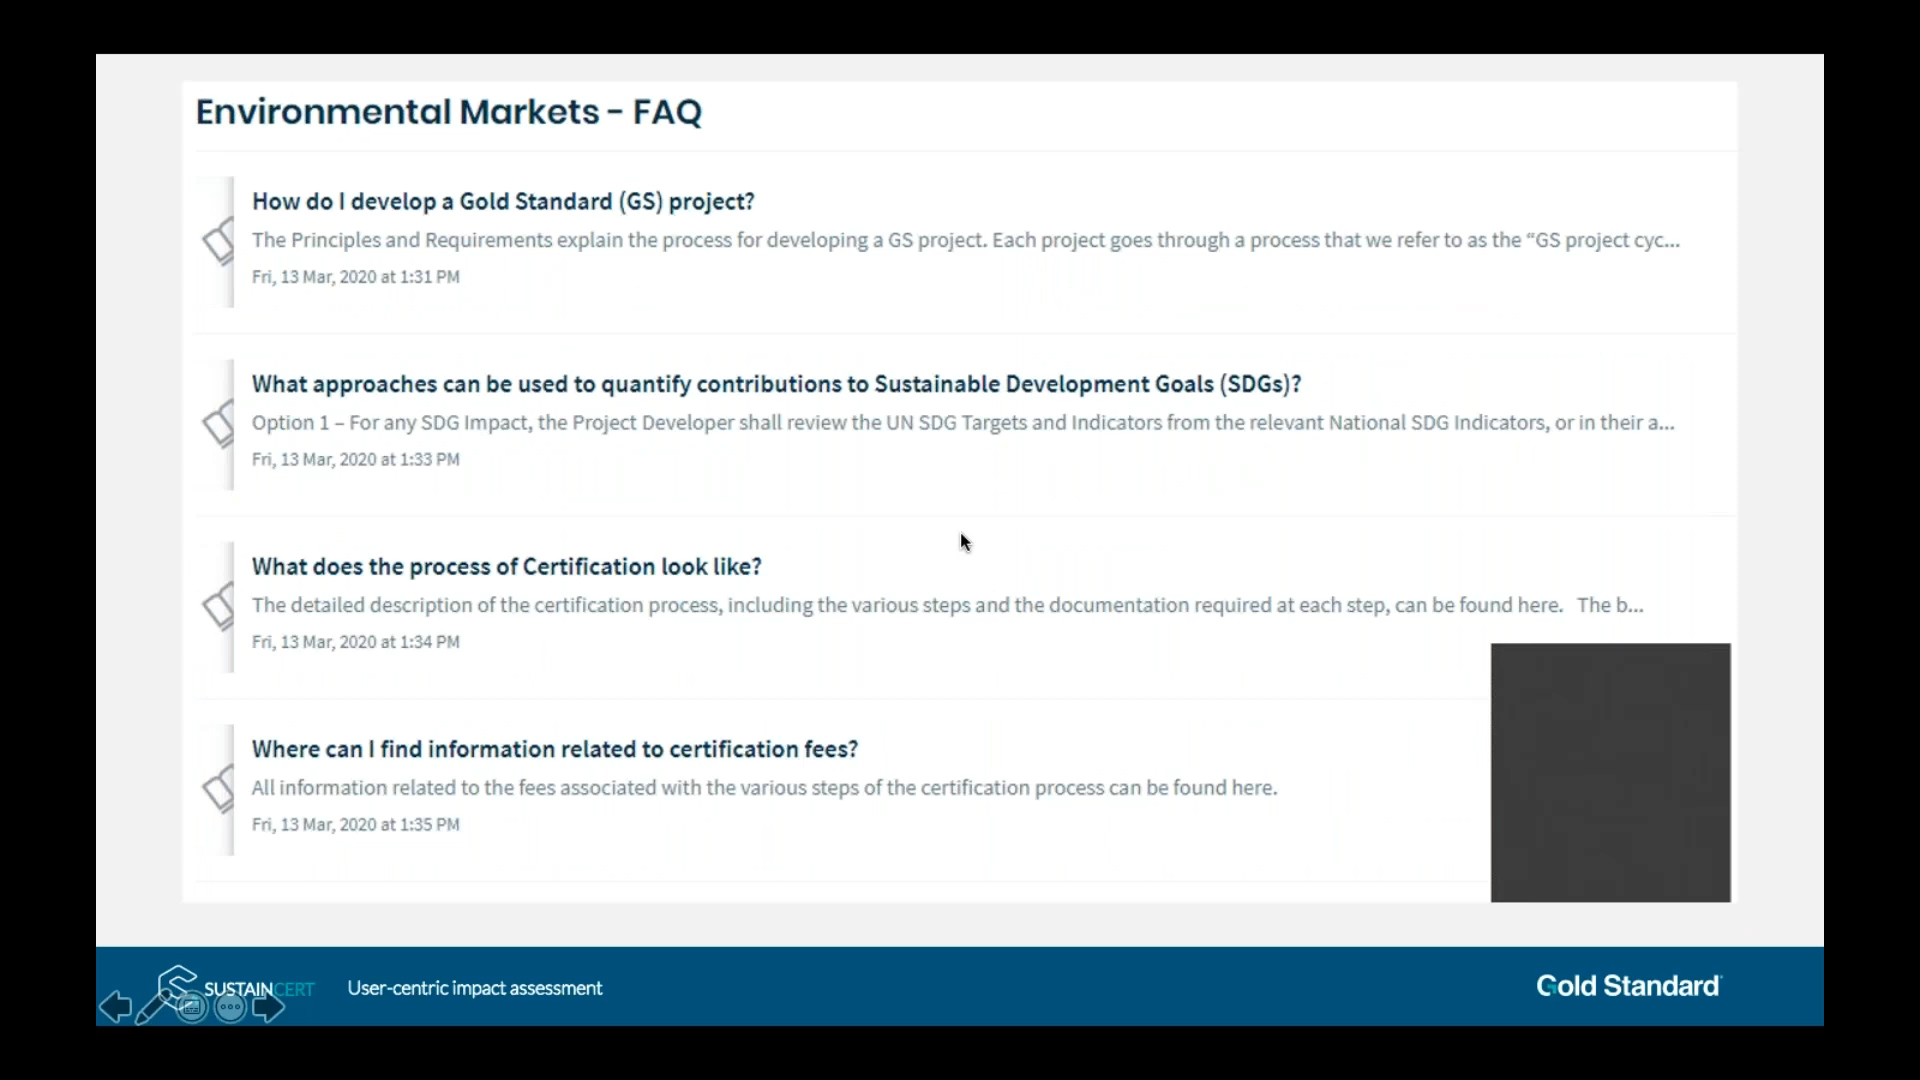 Environmental Markets - FAQ
How do I develop a Gold Standard (GS) project?
The Principles and Requirements explain the process for developing a GS project. Each project goes through a process that we refer to as the “GS project cyc...
Fri, 13 Mar, 2020 at 1:31 PM
What approaches can be used to quantify contributions to Sustainable Development Goals (SDGs)?
Option 1 – For any SDG Impact, the Project Developer shall review the UN SDG Targets and Indicators from the relevant National SDG Indicators, or in their a...
Fri, 13 Mar, 2020 at 1:33 PM
What does the process of Certification look like?
The detailed description of the certification process, including the various steps and the documentation required at each step, can be found here. The b...
Fri, 13 Mar, 2020 at 1:34 PM
Where can I find information related to certification fees?
All information related to the fees associated with the various steps of the certification process can be found here.
Fri, 13 Mar, 2020 at 1:35 PM
SUSTAINCERT User-centric impact assessment Gold Standard